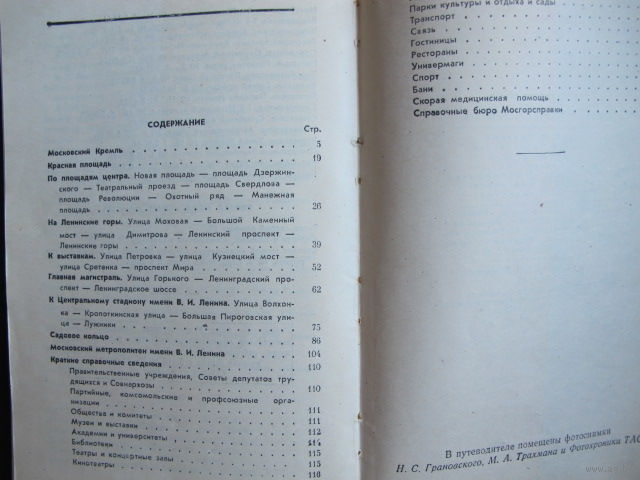 СОДЕРЖАНИЕ
Стр.
Московский Кремль 5
Красная площадь 19
По площадям центра. Новая площадь — площадь Дзержин-
ского — Театральный проезд — площадь Свердлова —
площадь Революции — Охотный ряд — Манежная
площадь 26
На Ленинские горы. Улица Моховая — Большой Каменный
мост — улица Димитрова — Ленинский проспект —
Ленинские горы 39
К выставкам. Улица Петровка — улица Кузнецкий мост —
улица Сретенка — проспект Мира 52
Главная магистраль. Улица Горького — Ленинградский про-
спект — Ленинградское шоссе 62
К Центральному стадиону имени В. И. Ленина. Улица Волхон-
ка — Кропоткинская улица — Большая Пироговская ули-
ца — Лужники 75
Садовое кольцо 86
Московский метрополитен имени В. И. Ленина 104
Краткие справочные сведения 110
Правительственные учреждения, Советы депутатов тру-
дящихся и Совнархозы 110
Партийные, комсомольские и профсоюзные орга-
низации 111
Общества и комитеты 111
Музеи и выставки 112
Академии и университеты 114
Библиотеки 115
Театры и концертные залы 115
Кинотеатры 116
Парки культуры и отдыха и сады
Транспорт
Связь
Гостиницы
Рестораны
Универмаги
Спорт
Бани
Скорая медицинская помощь
Справочные бюро Мосгорсправки
В путеводителе помещены фотоснимки
Н. С. Грановского, М. А. Трахмана и Фотохроники ТАС